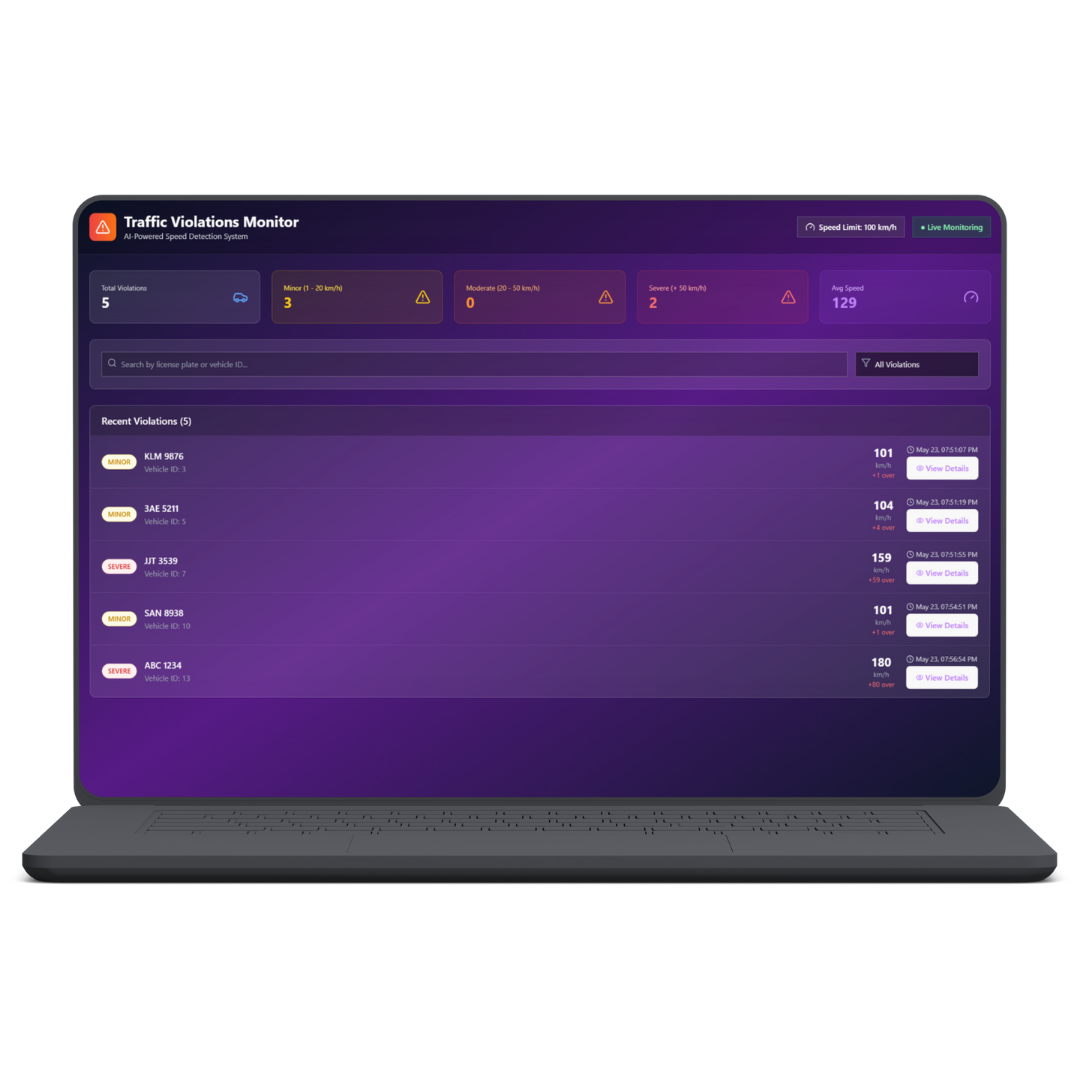 Traffic Violations Monitor
AI-Powered Speed Detection System
Speed Limit: 100 km/h
Live Monitoring
Total Violations
5
Minor (1 - 20 km/h)
3
Moderate (20 - 50 km/h)
0
Severe (+ 50 km/h)
2
Avg Speed
129
Search by license plate or vehicle ID...
All Violations
Recent Violations (5)
MINOR
KLM 9876
Vehicle ID: 3
101
km/h
+1 over
May 23, 07:51:07 PM
View Details
MINOR
3AE 5211
Vehicle ID: 5
104
km/h
+4 over
May 23, 07:51:19 PM
View Details
SEVERE
JJT 3539
Vehicle ID: 7
159
km/h
+59 over
May 23, 07:51:55 PM
View Details
MINOR
SAN 8938
Vehicle ID: 10
101
km/h
+1 over
May 23, 07:54:51 PM
View Details
SEVERE
ABC 1234
Vehicle ID: 13
180
km/h
+80 over
May 23, 07:56:54 PM
View Details